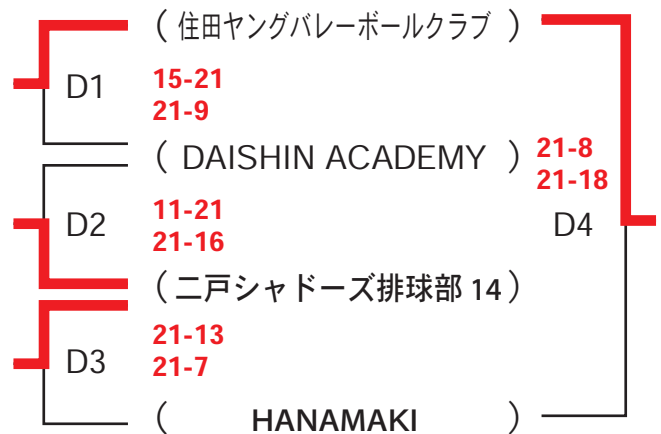 ( 住田ヤングバレーボールクラブ )
D1
15-21
21-9
( DAISHIN ACADEMY )
21-8
21-18
D2
11-21
21-16
D4
( 二戸シャドーズ排球部 14 )
D3
21-13
21-7
( HANAMAKI )